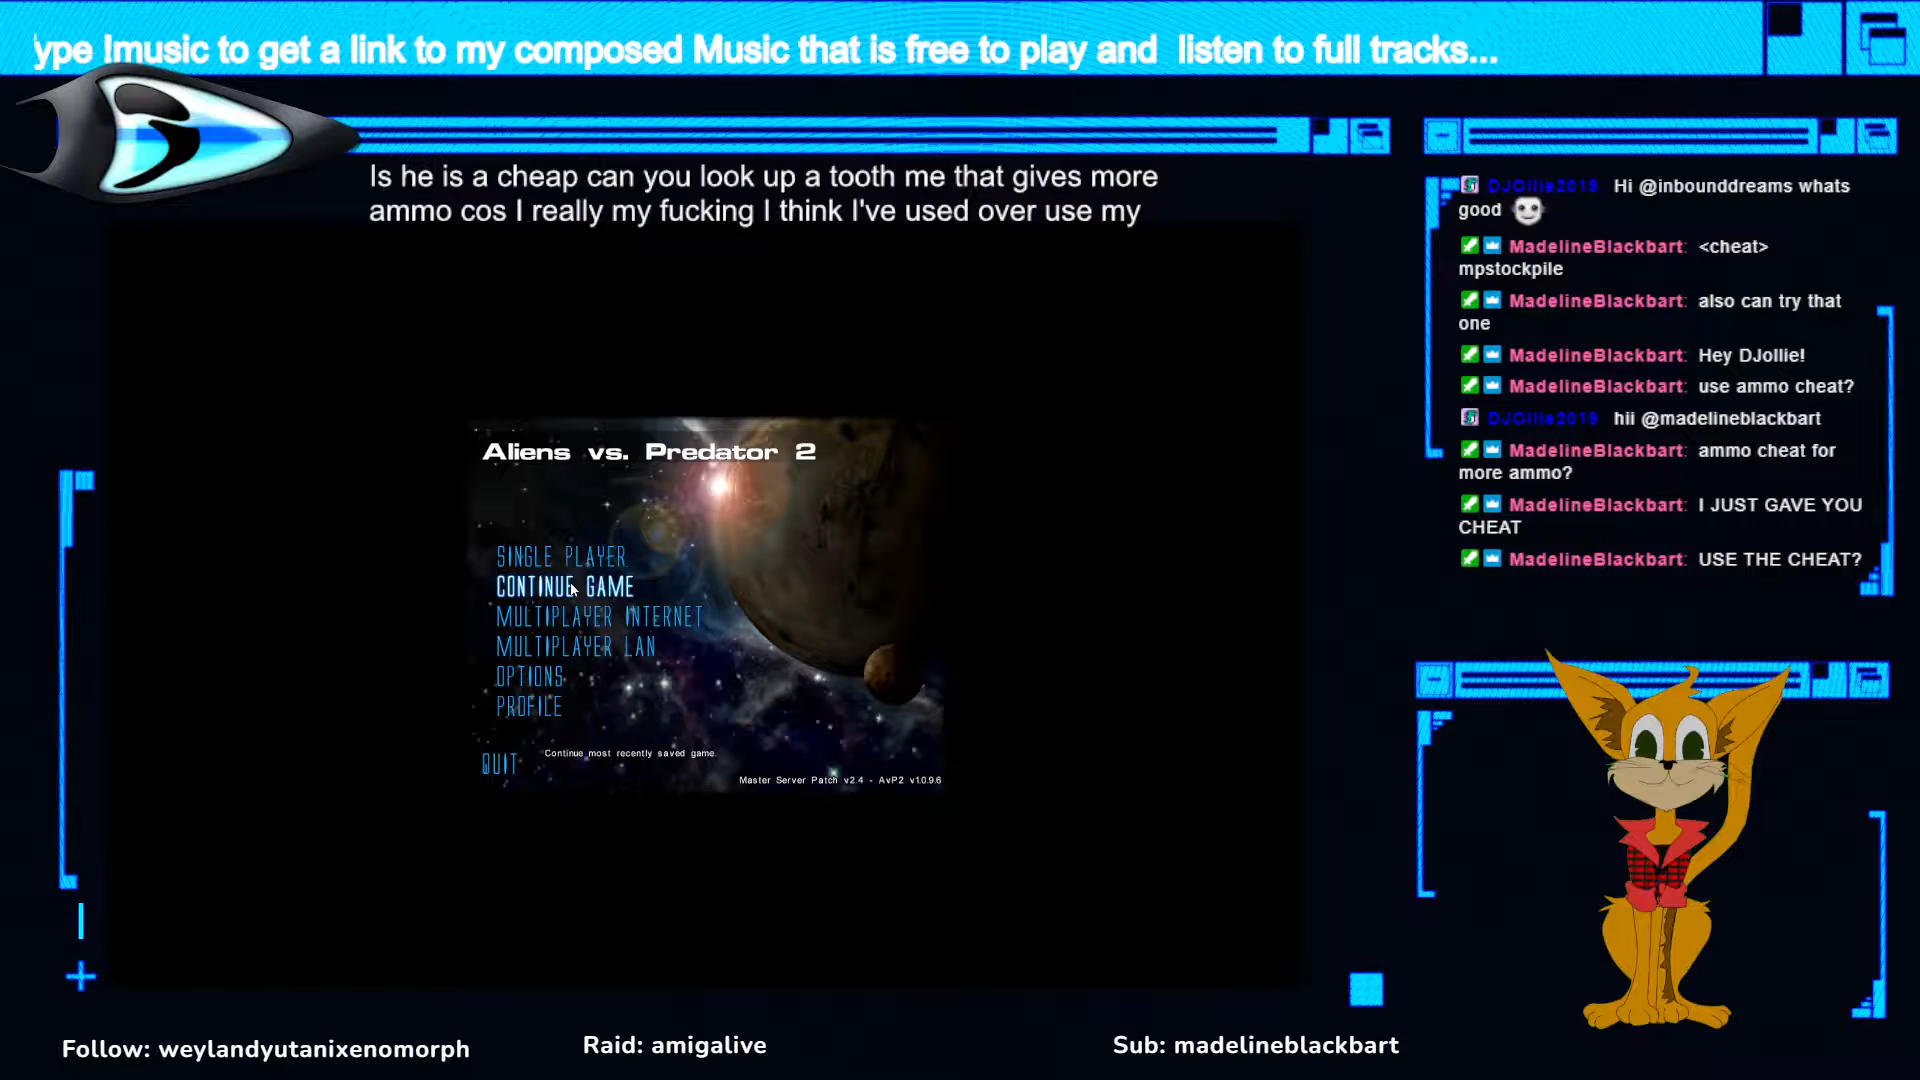 ype !music to get a link to my composed Music that is free to play and  listen to full tracks...
Is he is a cheap can you look up a tooth me that gives more
ammo cos I really my fucking I think I've used over use my
DJOllie2019: Hi @inbounddreams whats
good
MadelineBlackbart: <cheat>
mpstockpile
MadelineBlackbart: also can try that
one
MadelineBlackbart: Hey DJollie!
MadelineBlackbart: use ammo cheat?
DJOllie2019: hii @madelineblackbart
MadelineBlackbart: ammo cheat for
more ammo?
MadelineBlackbart: I JUST GAVE YOU
CHEAT
MadelineBlackbart: USE THE CHEAT?
Aliens vs. Predator 2
SINGLE PLAYER
CONTINUE GAME
MULTIPLAYER INTERNET
MULTIPLAYER LAN
OPTIONS
PROFILE
QUIT
Continue most recently saved game.
Master Server Patch v2.4 - AvP2 v1.0.9.6
Follow: weylandyutanixenomorph
Raid: amigalive
Sub: madelineblackbart